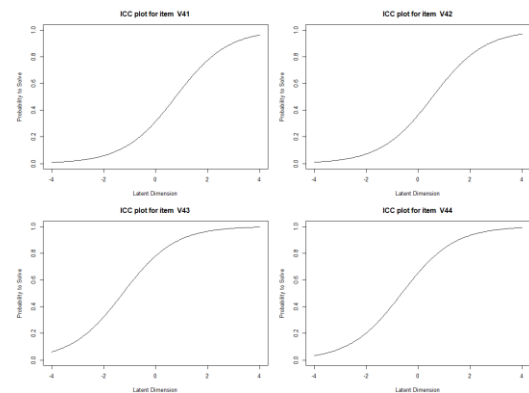 ICC plot for item V41
Probability to Solve
0.0 0.2 0.4 0.6 0.8 1.0
-4 -2 0 2 4
Latent Dimension
ICC plot for item V42
Probability to Solve
0.0 0.2 0.4 0.6 0.8 1.0
-4 -2 0 2 4
Latent Dimension
ICC plot for item V43
Probability to Solve
0.0 0.2 0.4 0.6 0.8 1.0
-4 -2 0 2 4
Latent Dimension
ICC plot for item V44
Probability to Solve
0.0 0.2 0.4 0.6 0.8 1.0
-4 -2 0 2 4
Latent Dimension